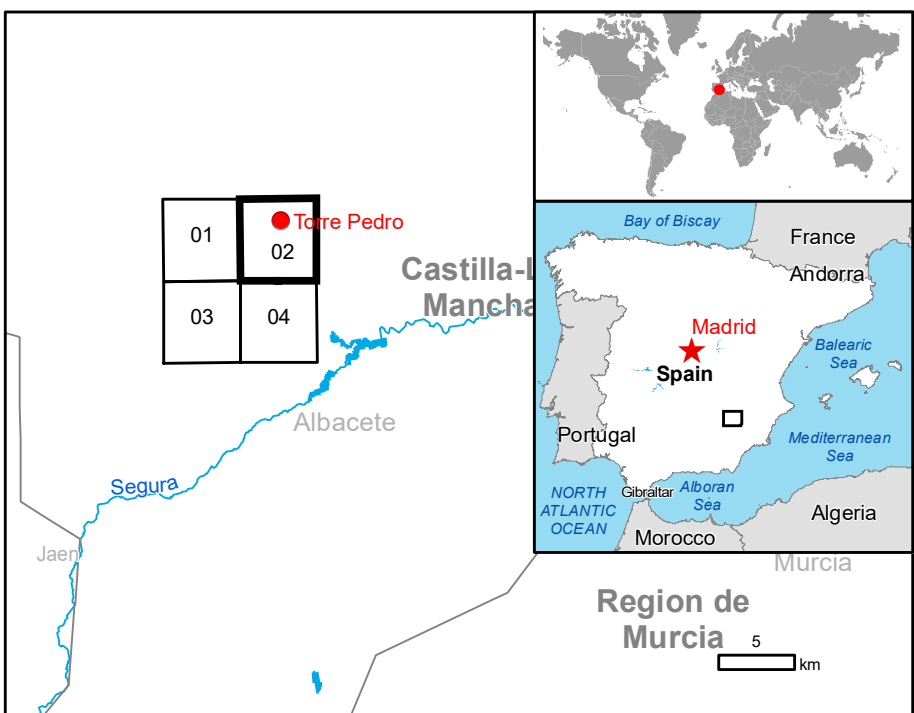 01
Torre Pedro
02
03
04
Castilla-L
Mancha
Albacete
Segura
Jaen
Bay of Biscay
France
Andorra
Madrid
Spain
Balearic
Sea
Portugal
Mediterranean
Sea
NORTH
ATLANTIC
OCEAN
Gibraltar
Alboran
Sea
Algeria
Morocco
Murcia
Region de
Murcia
5
km